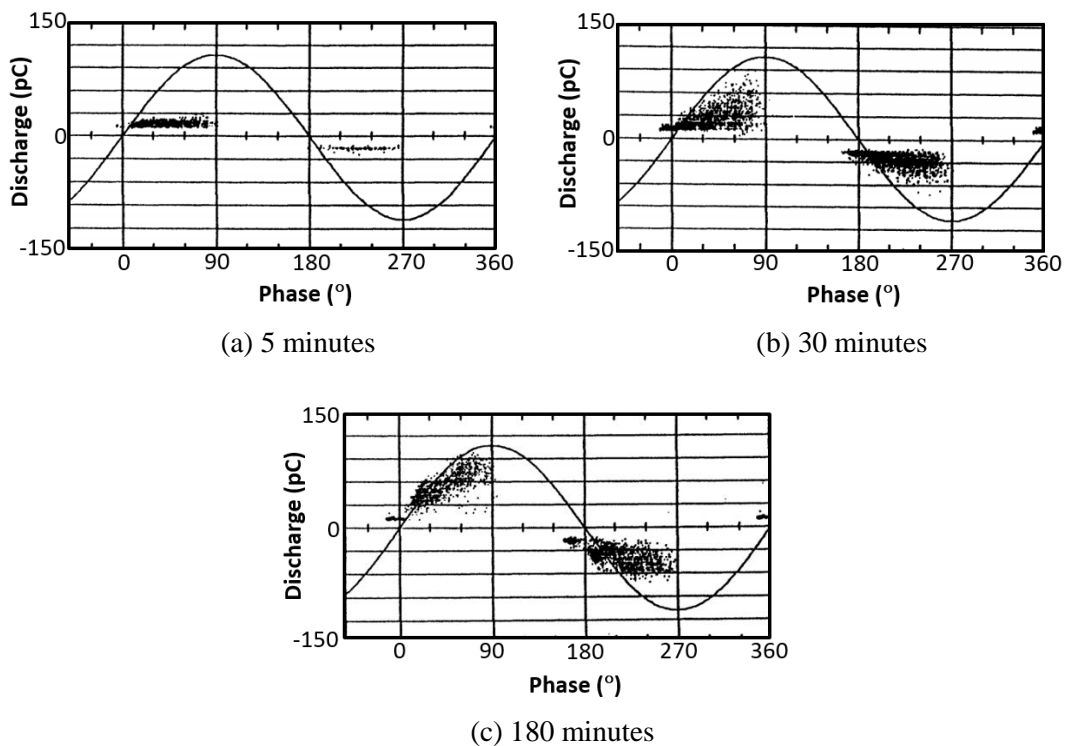 150
Discharge (pC)
0
-150
0 90 180 270 360
Phase (°)
(a) 5 minutes
150
Discharge (pC)
0
-150
0 90 180 270 360
Phase (°)
(b) 30 minutes
150
Discharge (pC)
0
-150
0 90 180 270 360
Phase (°)
(c) 180 minutes